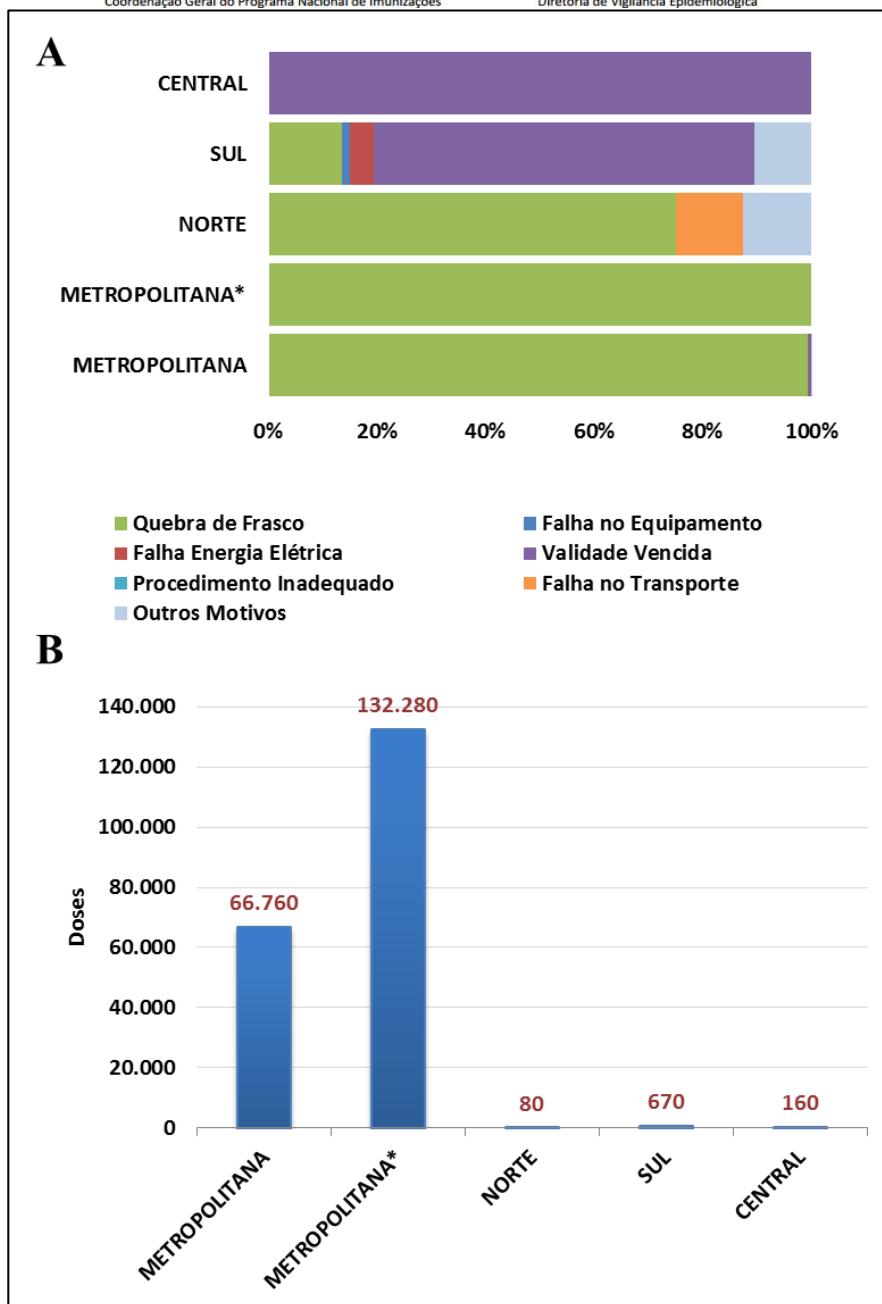 Coordenação Geral do Programa Nacional de Imunizações Diretoria de Vigilância Epidemiológica
A
CENTRAL
SUL
NORTE
METROPOLITANA*
METROPOLITANA
0% 20% 40% 60% 80% 100%
Quebra de Frasco Falha no Equipamento
Falha Energia Elétrica Validade Vencida
Procedimento Inadequado Falha no Transporte
Outros Motivos
B
140.000
132.280
120.000
100.000
80.000
66.760
60.000
40.000
20.000
80 670 160
0
Doses
METROPOLITANA METROPOLITANA* NORTE SUL CENTRAL